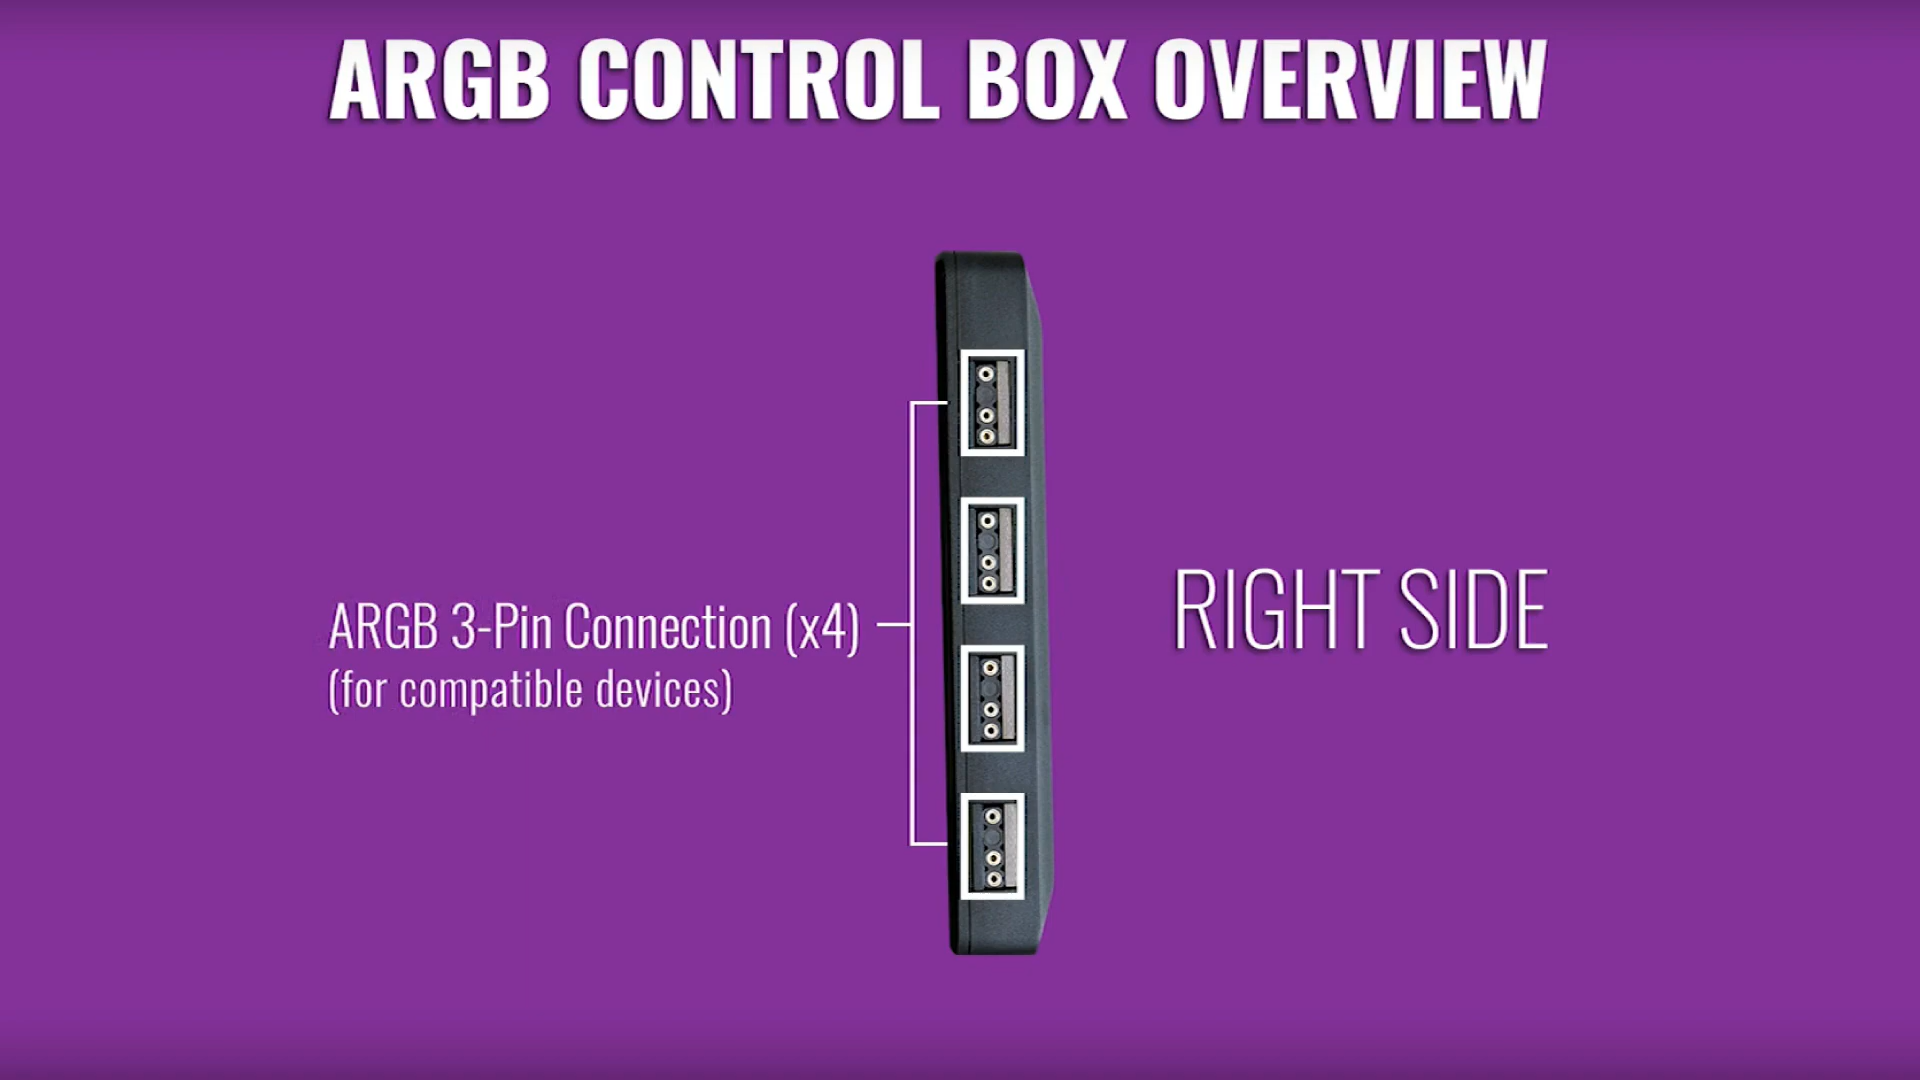 ARGB CONTROL BOX OVERVIEW
ARGB 3-Pin Connection (x4)
(for compatible devices)
RIGHT SIDE